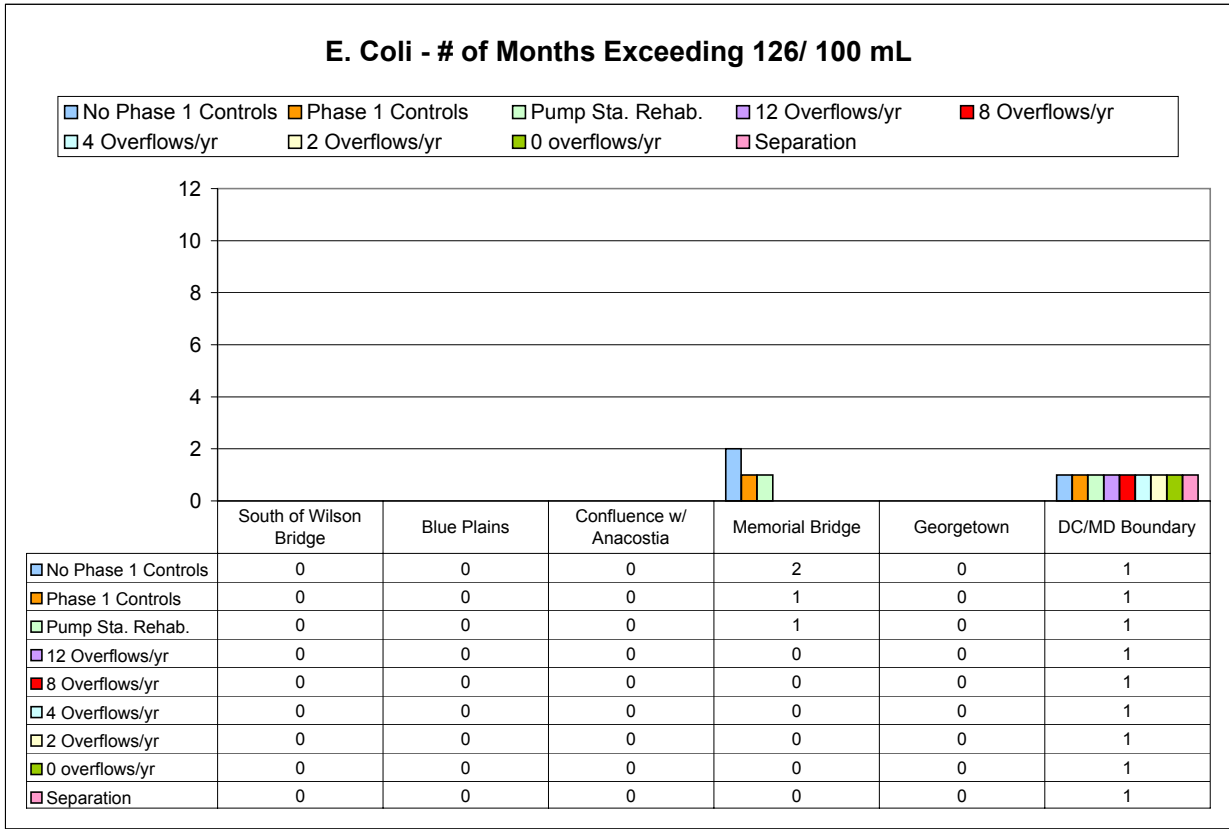 E. Coli - # of Months Exceeding 126/ 100 mL
No Phase 1 Controls Phase 1 Controls Pump Sta. Rehab. 12 Overflows/yr 8 Overflows/yr
4 Overflows/yr 2 Overflows/yr 0 overflows/yr Separation
12
10
8
6
4
2
0
South of Wilson Bridge Blue Plains Confluence w/ Anacostia Memorial Bridge Georgetown DC/MD Boundary
No Phase 1 Controls 0 0 0 2 0 1
Phase 1 Controls 0 0 0 1 0 1
Pump Sta. Rehab. 0 0 0 1 0 1
12 Overflows/yr 0 0 0 0 0 1
8 Overflows/yr 0 0 0 0 0 1
4 Overflows/yr 0 0 0 0 0 1
2 Overflows/yr 0 0 0 0 0 1
0 overflows/yr 0 0 0 0 0 1
Separation 0 0 0 0 0 1